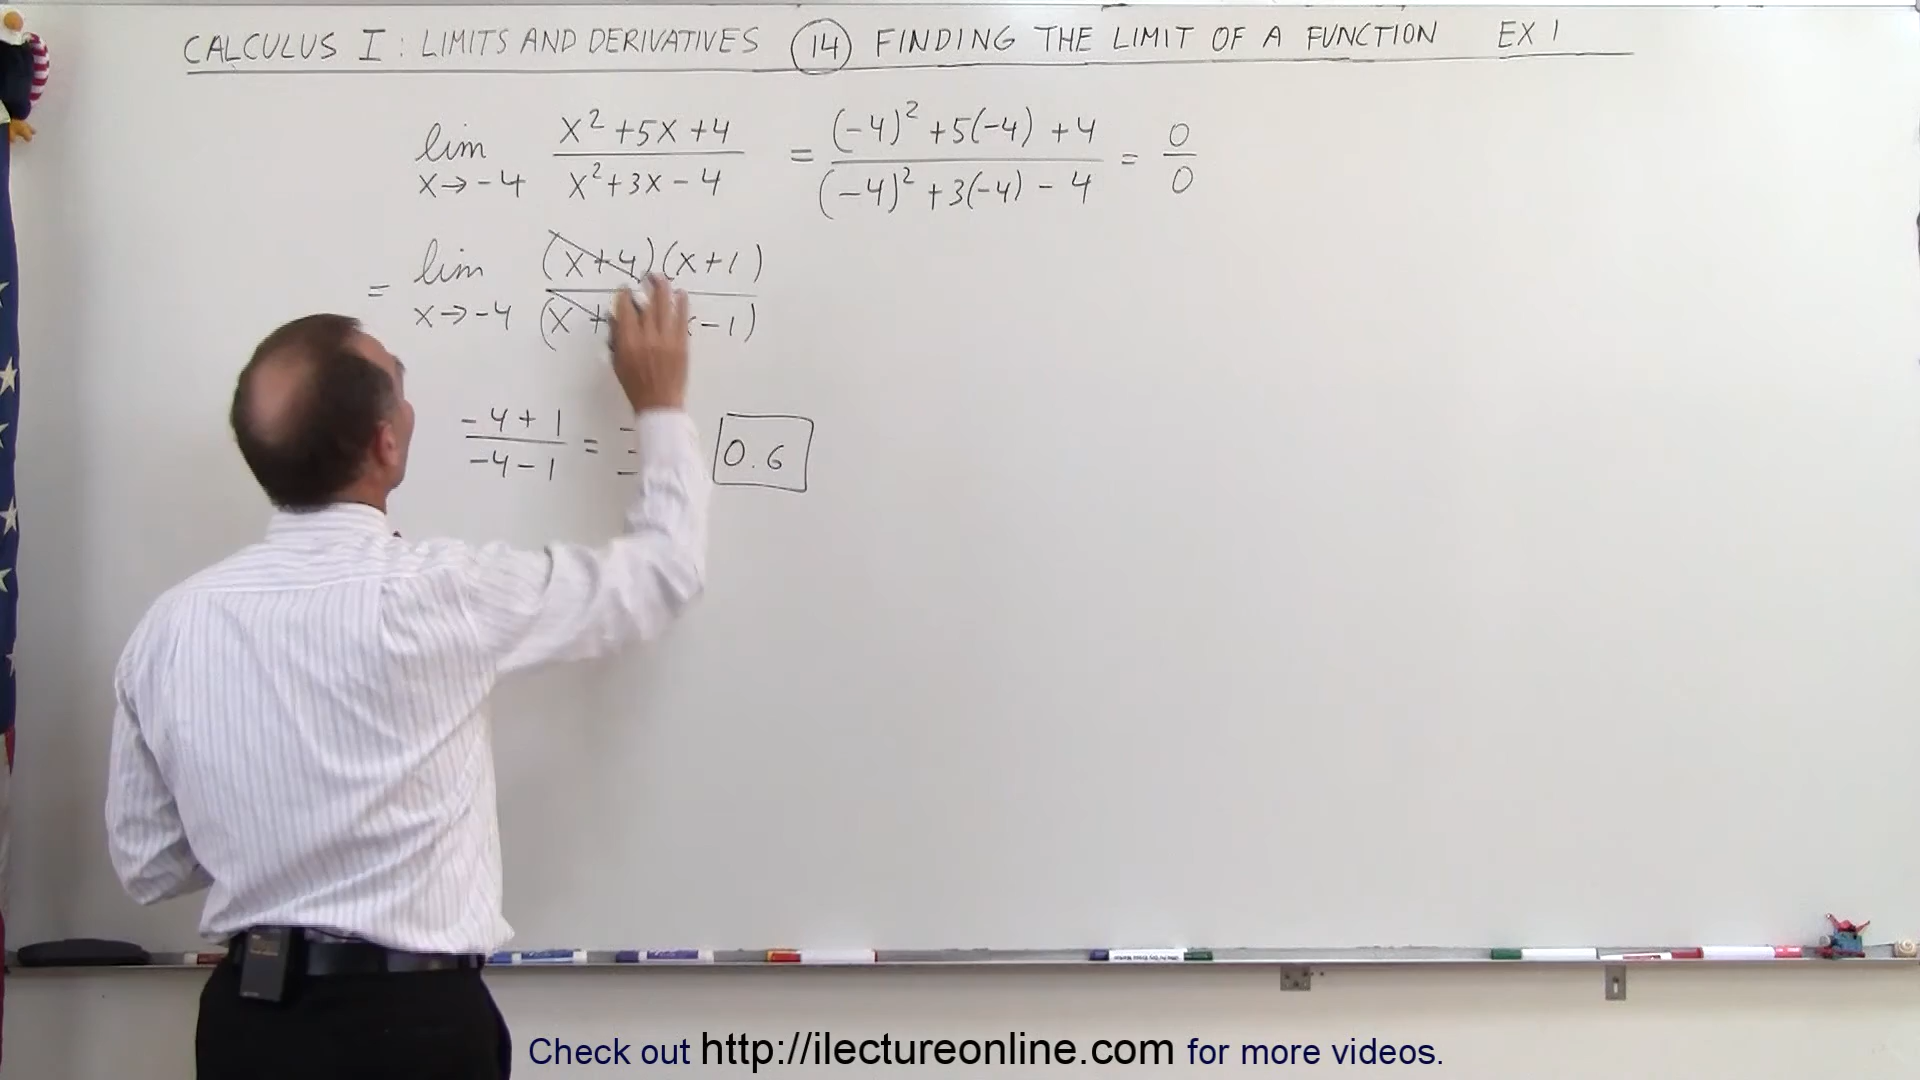 CALCULUS I: LIMITS AND DERIVATIVES (14) FINDING THE LIMIT OF A FUNCTION EX 1
lim x→-4 (x²+5x+4)/(x²+3x-4) = ((-4)²+5(-4)+4)/((-4)²+3(-4)-4) = 0/0
= lim x→-4 (x+4)(x+1)/(x+ x-1)
(-4+1)/(-4-1) = 0.6
Check out http://ilectureonline.com for more videos.